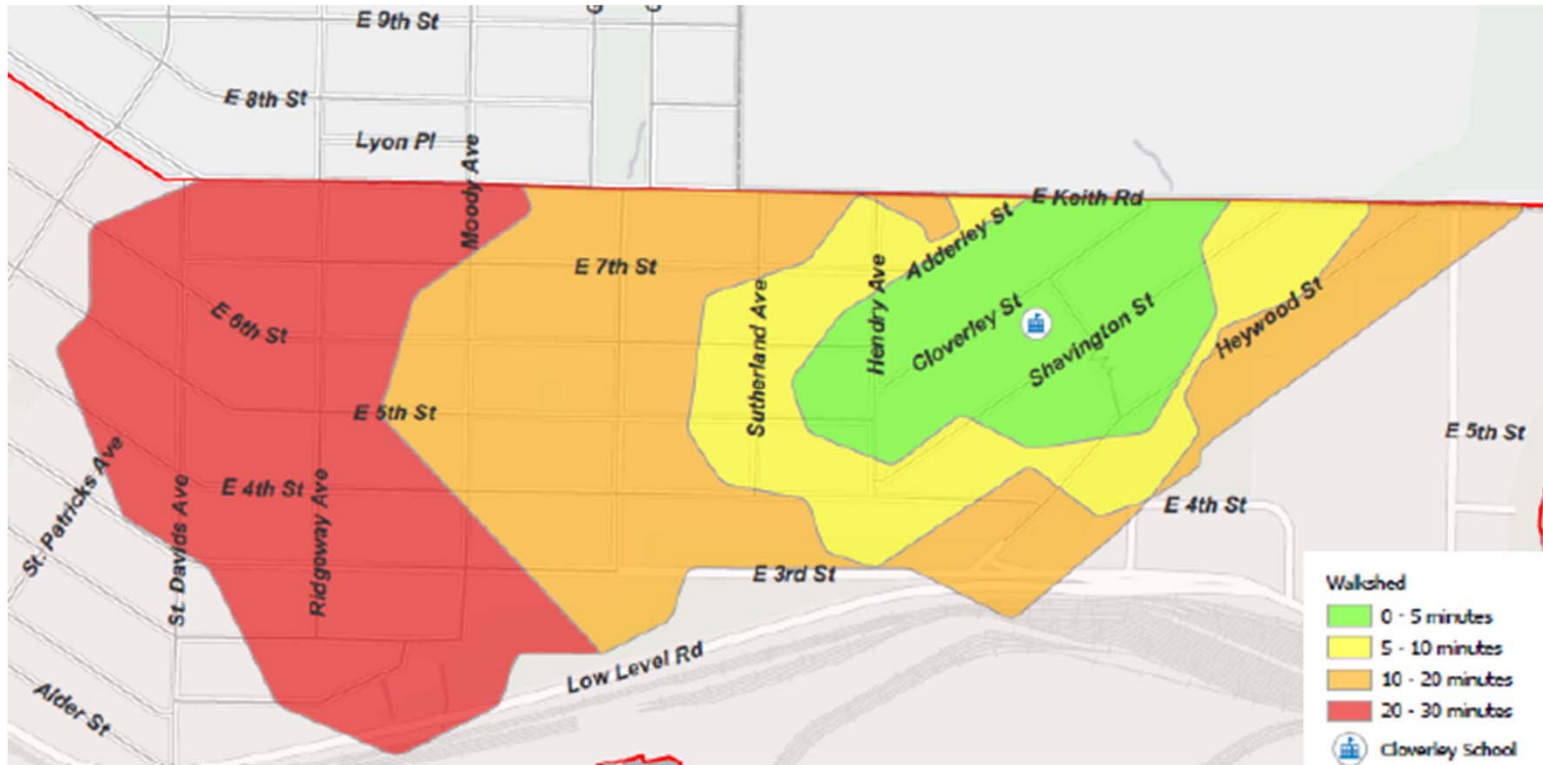 E 9th St
E 8th St
Lyon Pl
Moody Ave
E Keith Rd
Adderley St
E 7th St
Hendry Ave
Sutherland Ave
Cloverley St
Shavington St
Heywood St
E 6th St
E 5th St
E 5th St
E 4th St
E 4th St
St. Patricks Ave
St. Davids Ave
Ridgeway Ave
E 3rd St
Low Level Rd
Alder St
Walkshed
0 - 5 minutes
5 - 10 minutes
10 - 20 minutes
20 - 30 minutes
Cloverley School